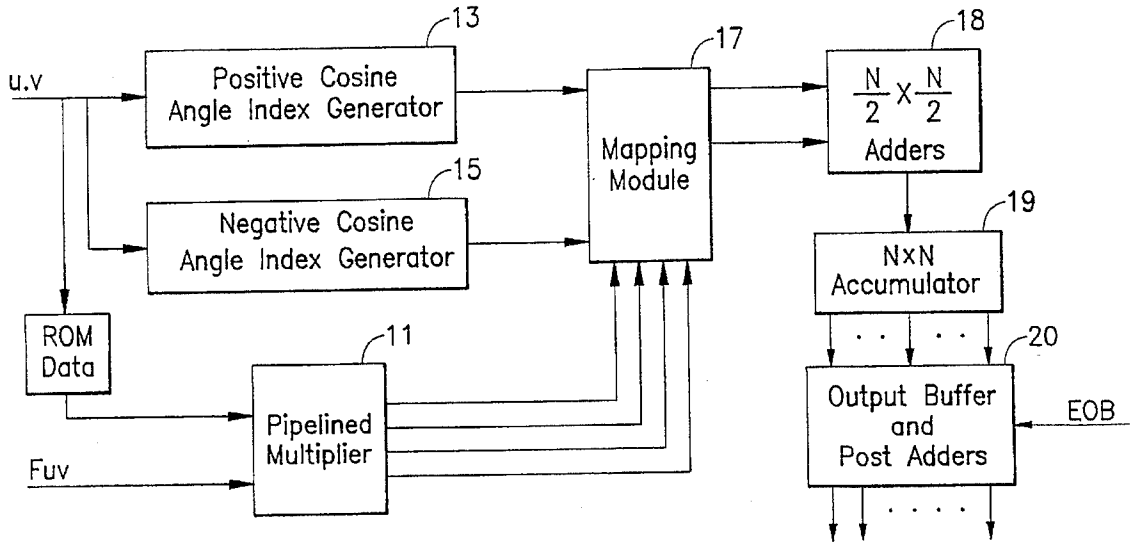 13
17
18
u.v
Positive Cosine
Angle Index Generator
N/2 X N/2
Adders
Mapping
Module
15
Negative Cosine
Angle Index Generator
19
N×N
Accumulator
ROM
Data
11
20
Pipelined
Multiplier
Output Buffer
and
Post Adders
EOB
Fuv